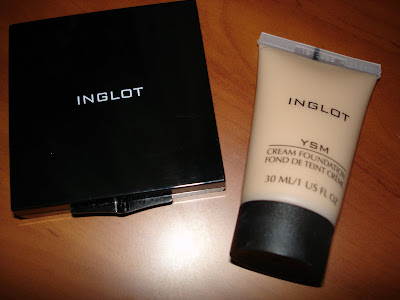 INGLOT
INGLOT
YSM
CREAM FOUNDATION
FOND DE TEINT CRÈME
30 ML/1 US FL OZ